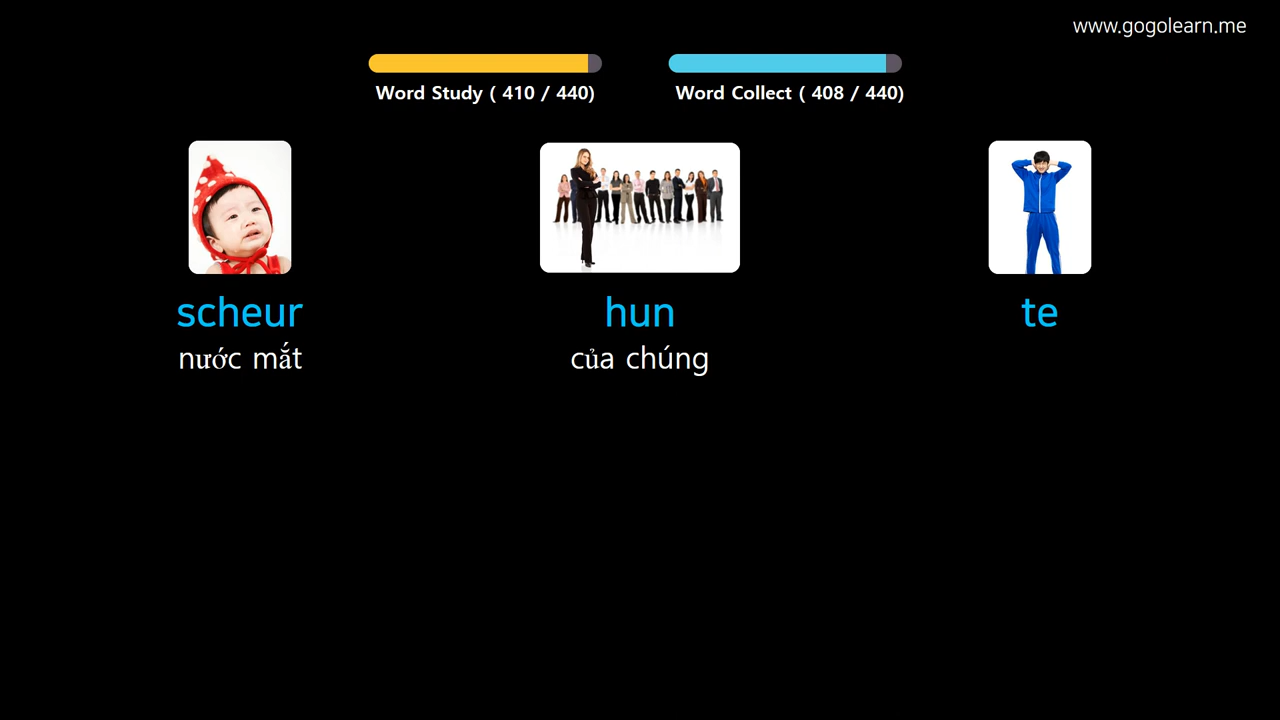 www.gogolearn.me
Word Study ( 410 / 440)
Word Collect ( 408 / 440)
scheur
hun
te
nước mắt
của chúng